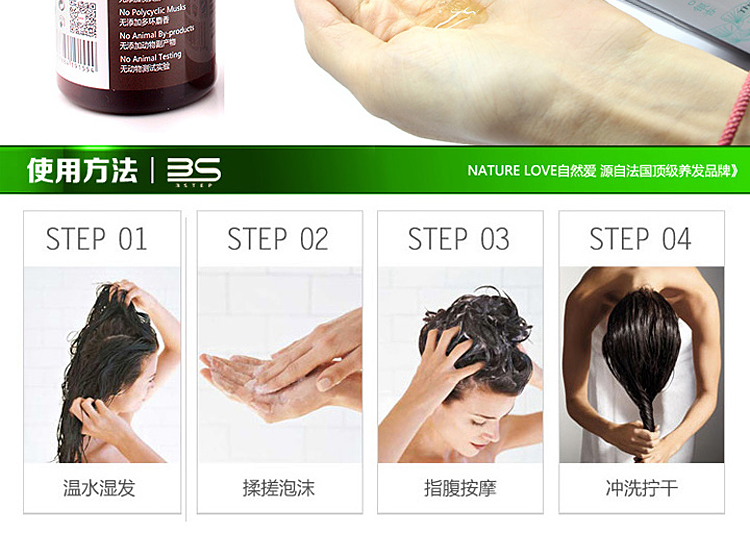 No Polycyclic Musks
无添加多环麝香
No Animal By-products
无添加动物副产物
No Animal Testing
无动物测试实验
使用方法
3S
3STEP
NATURE LOVE自然爱 源自法国顶级养发品牌》
STEP 01
STEP 02
STEP 03
STEP 04
温水湿发
揉搓泡沫
指腹按摩
冲洗拧干